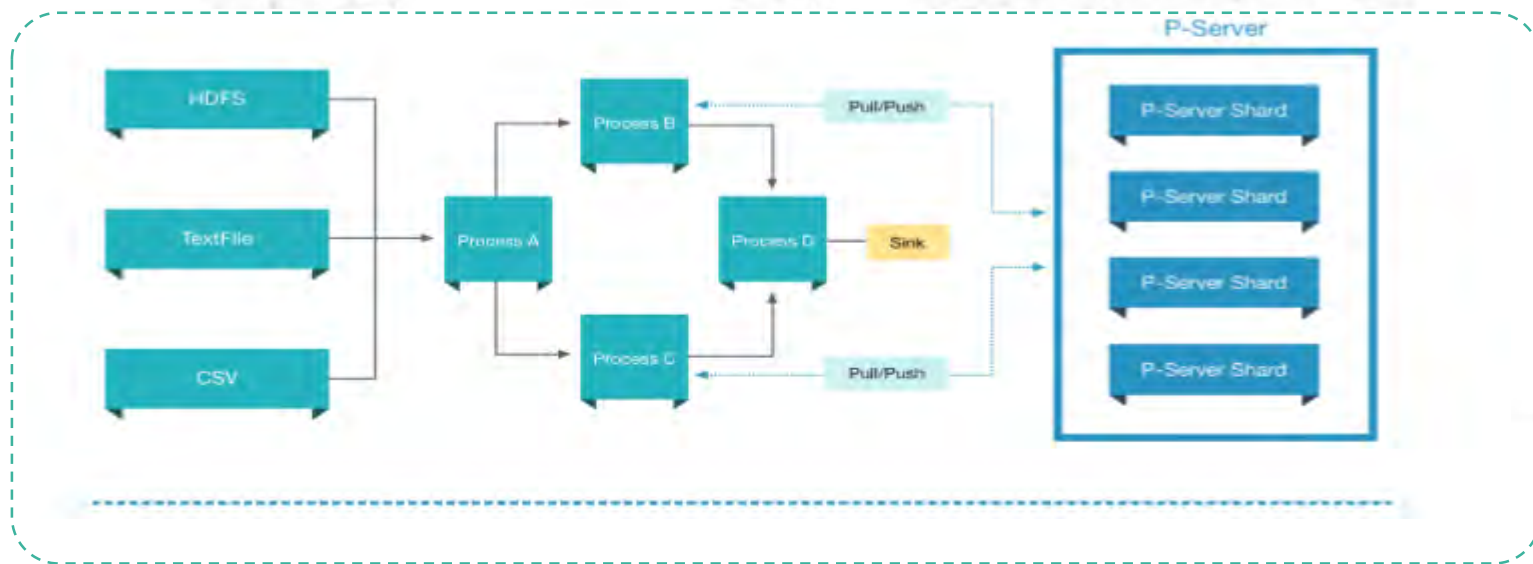 P-Server
HDFS
TextFile
CSV
Process A
Process B
Process C
Process D
Sink
Pull/Push
Pull/Push
P-Server Shard
P-Server Shard
P-Server Shard
P-Server Shard